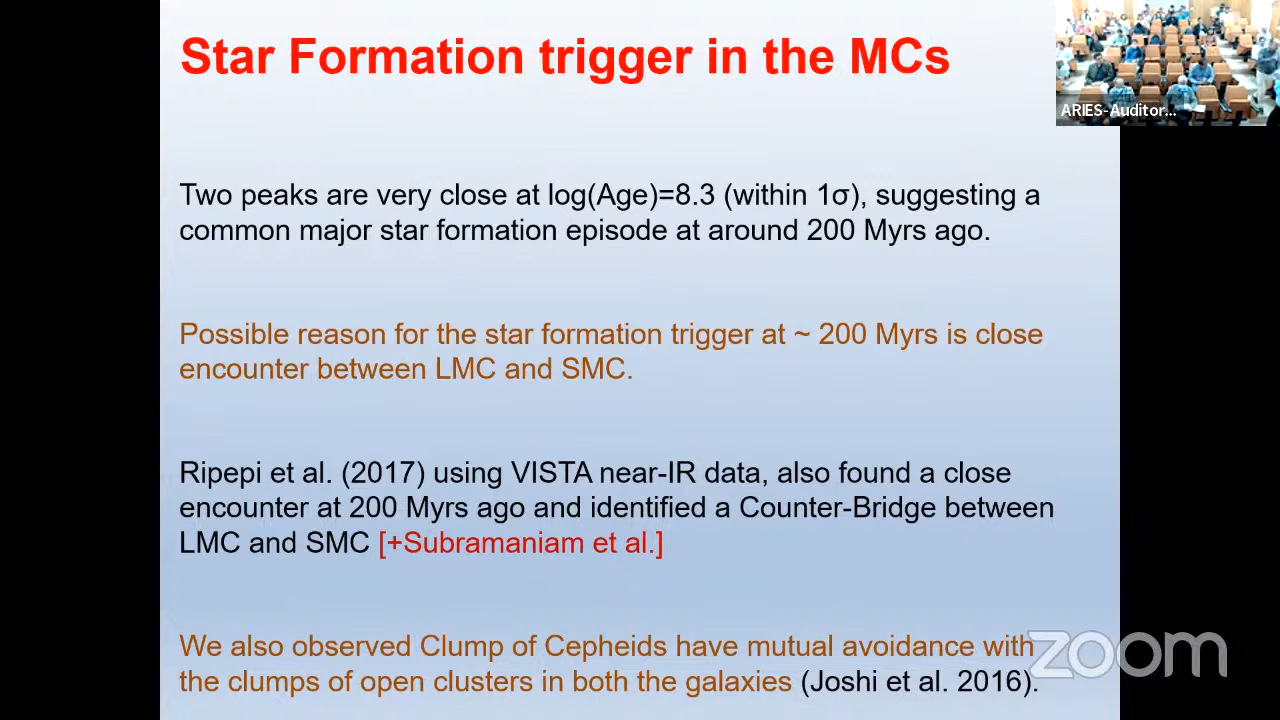 Star Formation trigger in the MCs
ARIES-Auditor...
Two peaks are very close at log(Age)=8.3 (within 1σ), suggesting a
common major star formation episode at around 200 Myrs ago.
Possible reason for the star formation trigger at ~ 200 Myrs is close
encounter between LMC and SMC.
Ripepi et al. (2017) using VISTA near-IR data, also found a close
encounter at 200 Myrs ago and identified a Counter-Bridge between
LMC and SMC [+Subramaniam et al.]
We also observed Clump of Cepheids have mutual avoidance with
the clumps of open clusters in both the galaxies (Joshi et al. 2016).
zoom